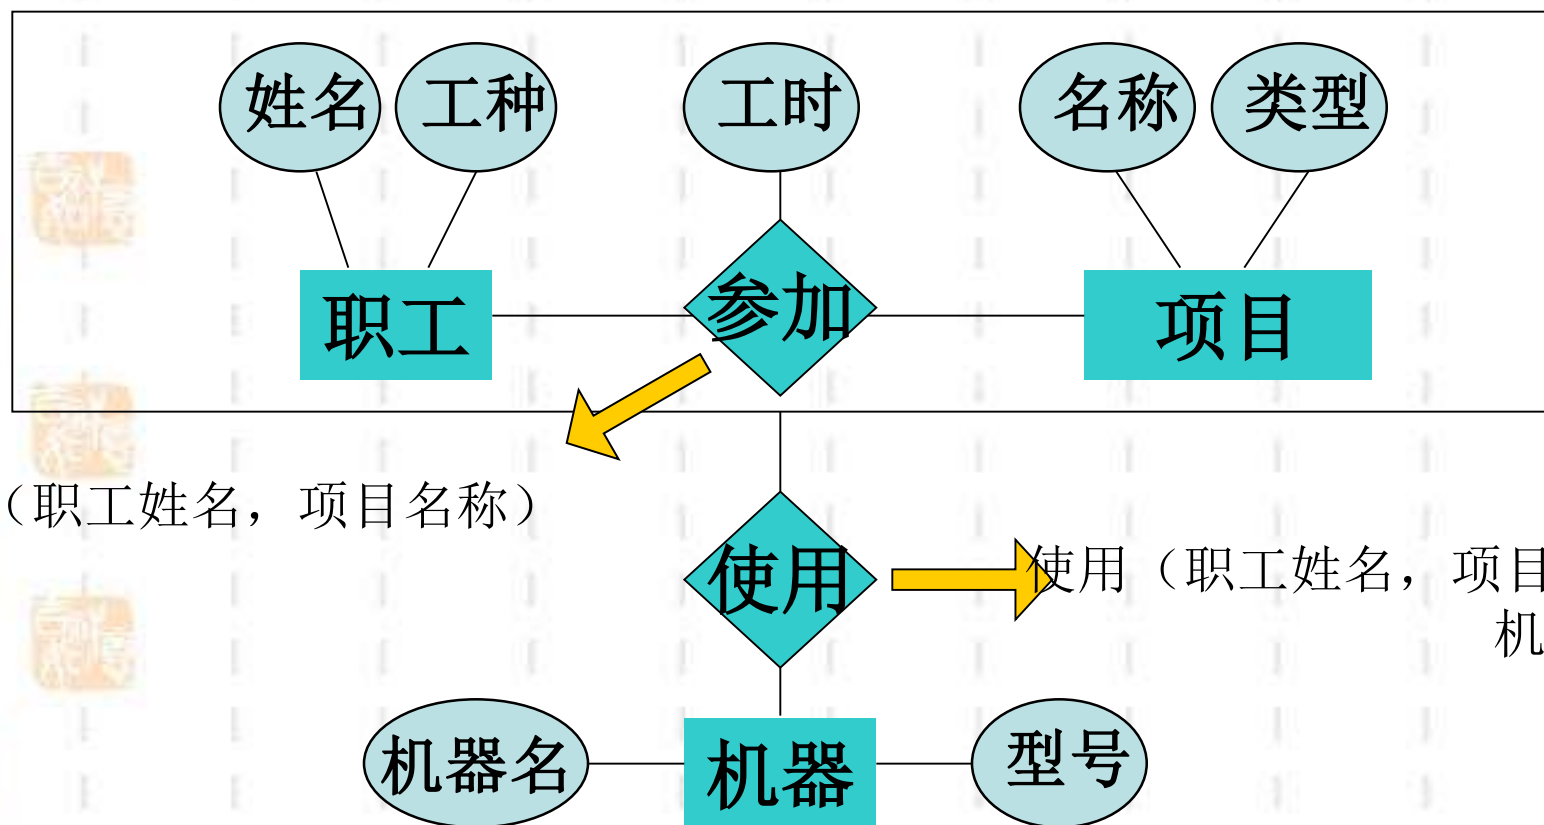 姓名 工种 工时 名称 类型
职工 参加 项目
（职工姓名，项目名称）
使用 使用（职工姓名，项目
机
机器名 机器 型号